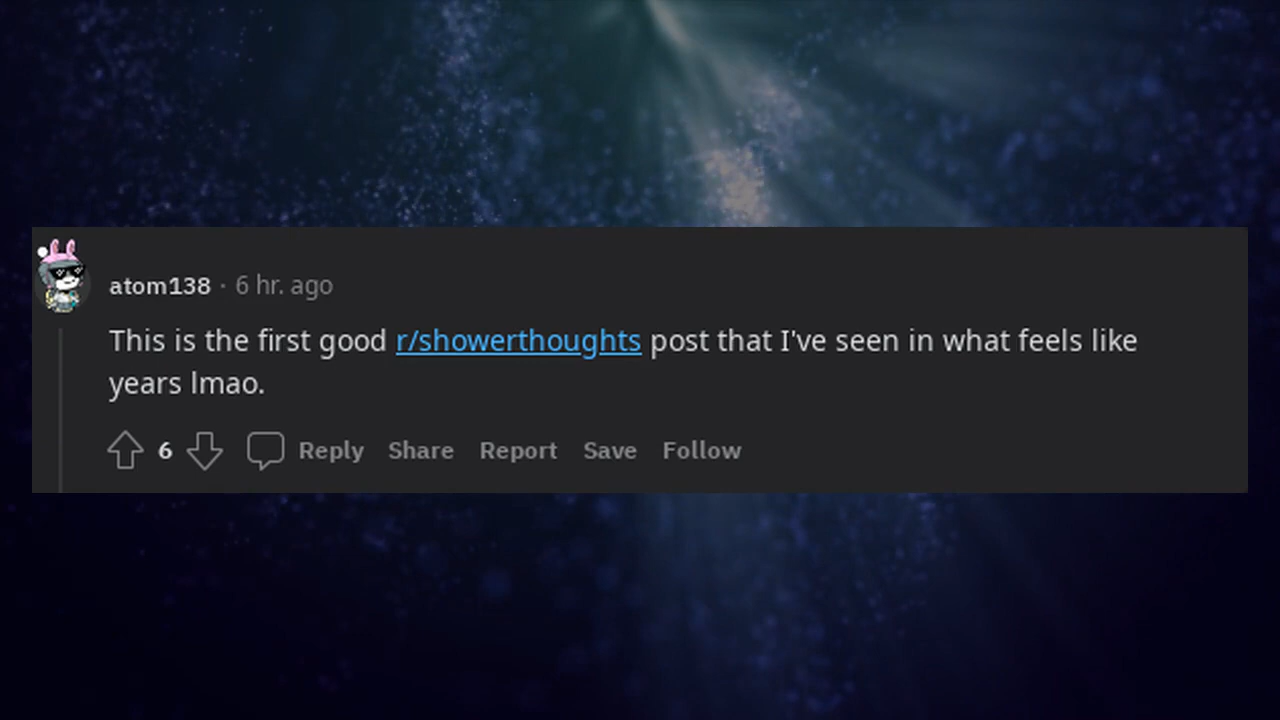 atom138 · 6 hr. ago
This is the first good r/showerthoughts post that I've seen in what feels like
years lmao.
6 Reply Share Report Save Follow